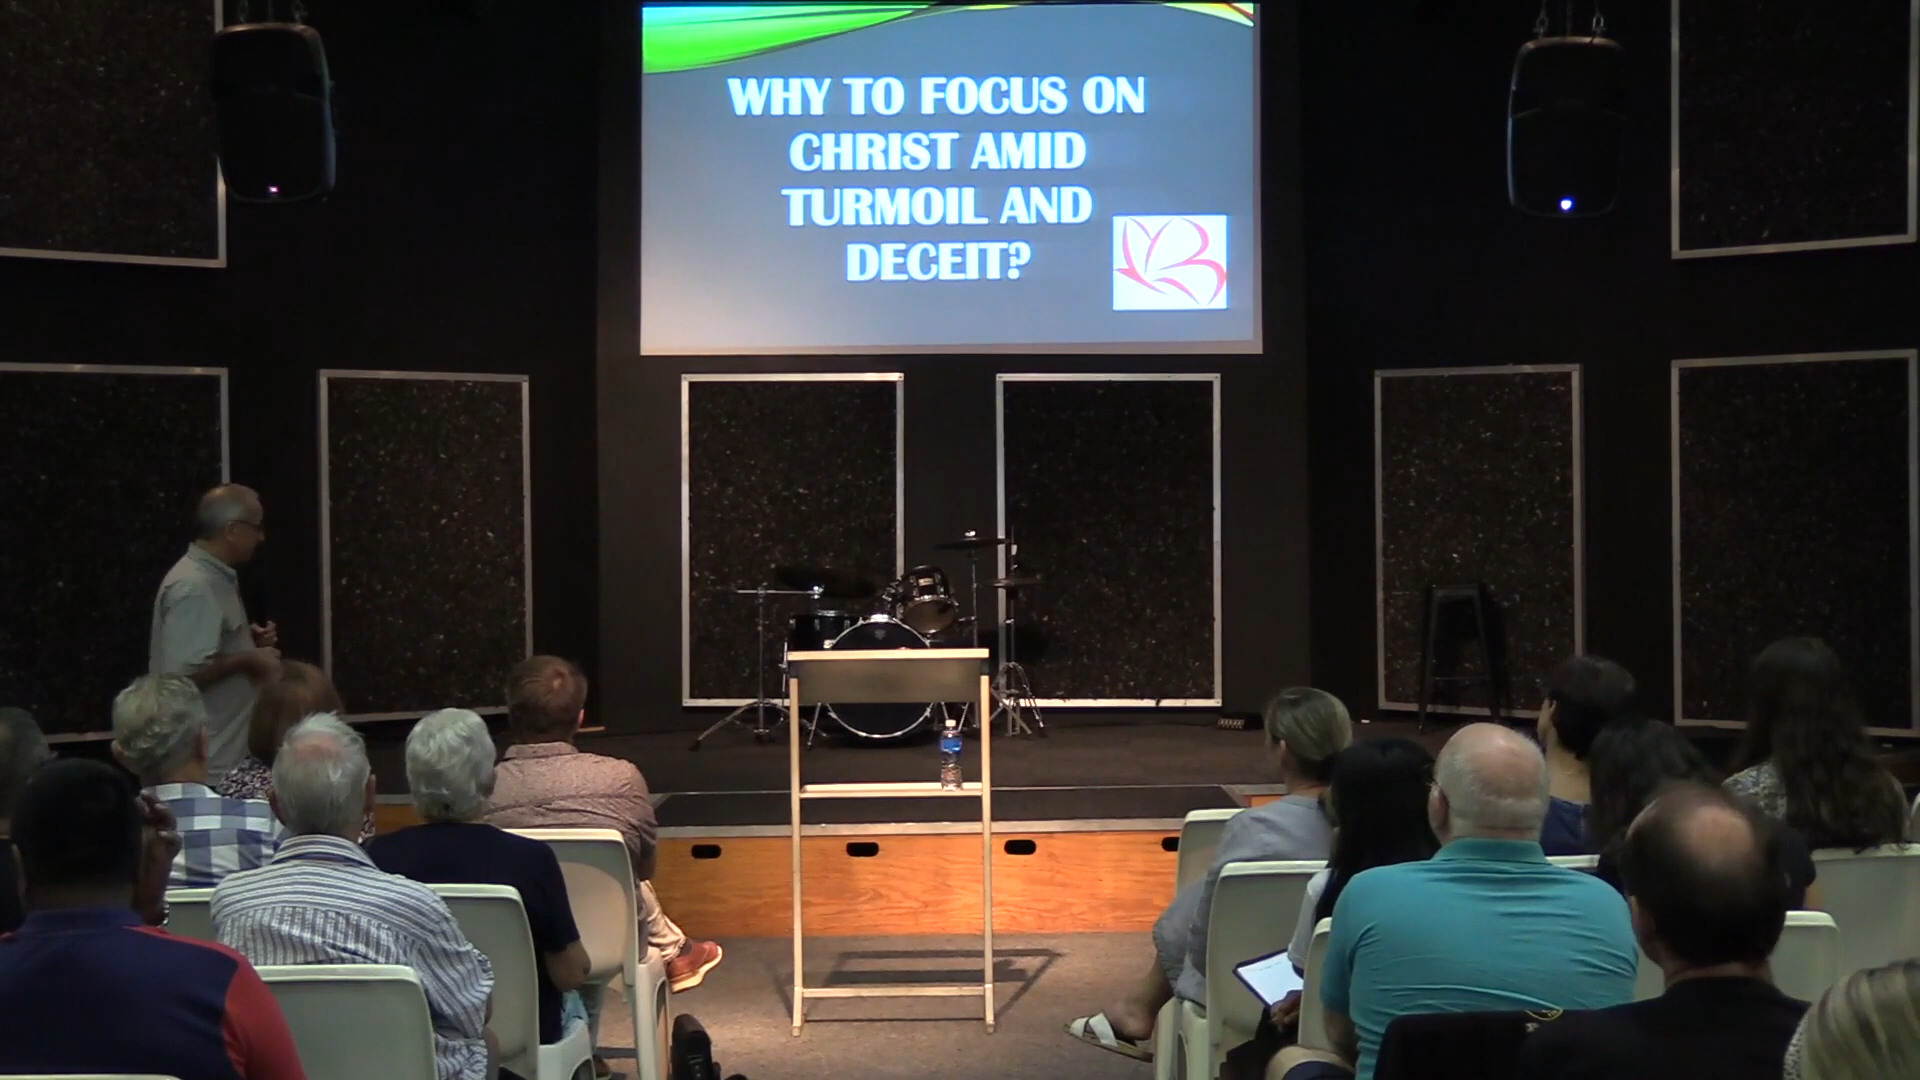 WHY TO FOCUS ON
CHRIST AMID
TURMOIL AND
DECEIT?